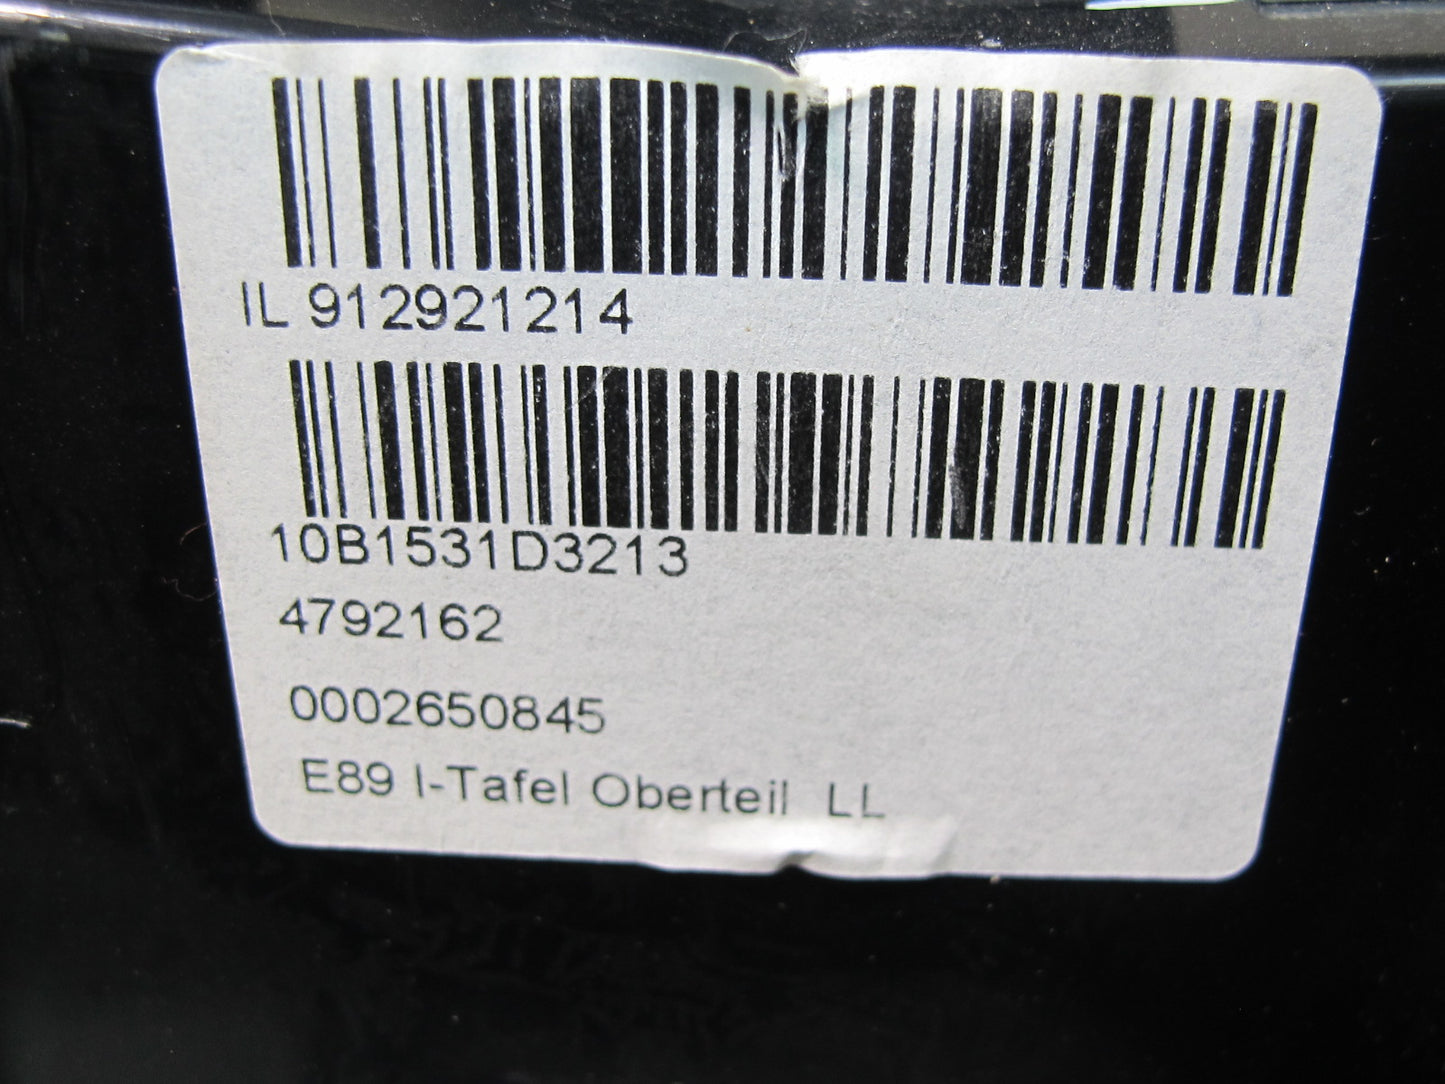 IL 912921214
10B1531D3213
4792162
0002650845
E89 I-Tafel Oberteil LL